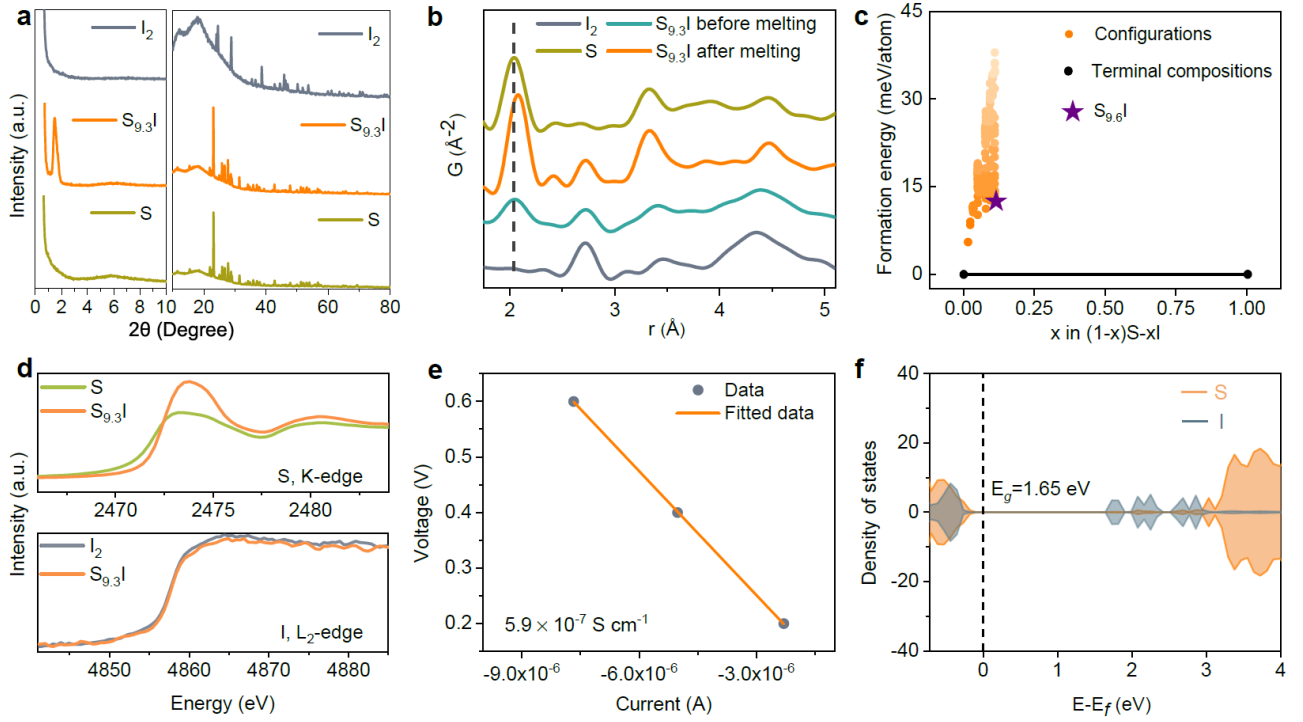 a
I₂
S₉.₃I
S
I₂
S₉.₃I
S
Intensity (a.u.)
0 2 4 6 8 10
0 20 40 60 80
2θ (Degree)
b
I₂
S₉.₃I before melting
S
S₉.₃I after melting
G (Å⁻²)
2 3 4 5
r (Å)
c
Configurations
Terminal compositions
S₉.₆I
Formation energy (meV/atom)
45
30
15
0
0.00 0.25 0.50 0.75 1.00
x in (1-x)S-xI
d
S
S₉.₃I
S, K-edge
2470 2475 2480
I₂
S₉.₃I
I, L₂-edge
Intensity (a.u.)
4850 4860 4870 4880
Energy (eV)
e
Data
Fitted data
Voltage (V)
0.6
0.5
0.4
0.3
0.2
5.9 × 10⁻⁷ S cm⁻¹
-9.0x10⁻⁶ -6.0x10⁻⁶ -3.0x10⁻⁶
Current (A)
f
S
I
E_g=1.65 eV
Density of states
40
20
0
-20
-40
0 1 2 3 4
E-E_f (eV)